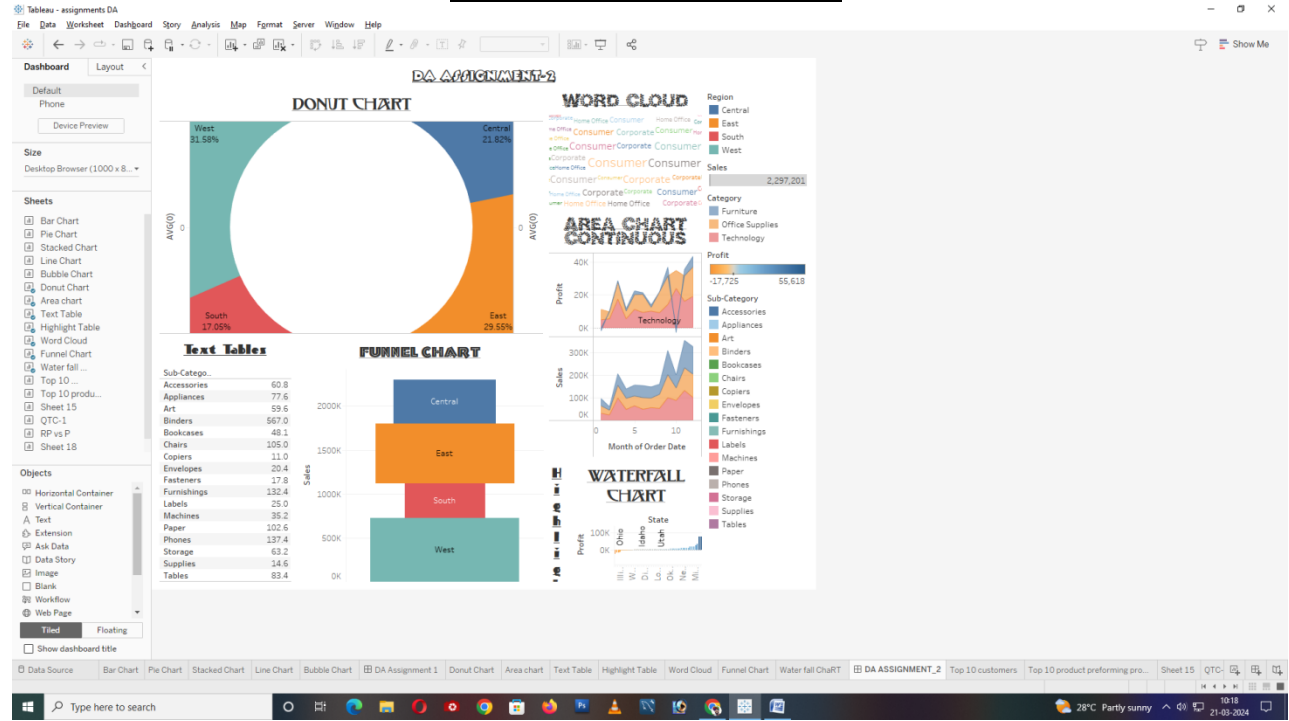 Tableau - assignments DA
File Data Worksheet Dashboard Story Analysis Map Format Server Window Help
Show Me
Dashboard Layout
Default
Phone
Device Preview
Size
Desktop Browser (1000 x 8...
Sheets
Bar Chart
Pie Chart
Stacked Chart
Line Chart
Bubble Chart
Donut Chart
Area chart
Text Table
Highlight Table
Word Cloud
Funnel Chart
Water fall ...
Top 10 ...
Top 10 produ...
Sheet 15
QTC-1
RP vs P
Sheet 18
Objects
Horizontal Container
Vertical Container
Text
Extension
Ask Data
Data Story
Image
Blank
Workflow
Web Page
Tiled Floating
Show dashboard title
DA ASSIGNMENT-2
DONUT CHART
West
31.58%
Central
21.82%
AVG(0)
0
0
AVG(0)
South
17.05%
East
29.55%
Text Tables
Sub-Catego..
Accessories 60.8
Appliances 77.6
Art 59.6
Binders 567.0
Bookcases 48.1
Chairs 105.0
Copiers 11.0
Envelopes 20.4
Fasteners 17.8
Furnishings 132.4
Labels 25.0
Machines 35.2
Paper 102.6
Phones 137.4
Storage 63.2
Supplies 14.6
Tables 83.4
FUNNEL CHART
Sales
2000K
1500K
1000K
500K
0K
Central
East
South
West
WORD CLOUD
Home Office Consumer Home Office
Consumer Corporate Consumer
Consumer Corporate Consumer
Corporate Consumer Consumer
Home Office
Consumer Consumer Corporate Corporate
Home Office Corporate Corporate Consumer
Home Office Home Office Corporate
AREA CHART
CONTINUOUS
Profit
40K
20K
0K
Technology
Sales
300K
200K
100K
0K
0 5 10
Month of Order Date
WATERFALL
CHART
State
Profit
100K
0K
Ohio
Idaho
Utah
Illi..
W..
Di..
Lo..
Ok..
Ne..
Mi..
Region
Central
East
South
West
Sales
2,297,201
Category
Furniture
Office Supplies
Technology
Profit
-17,725 55,618
Sub-Category
Accessories
Appliances
Art
Binders
Bookcases
Chairs
Copiers
Envelopes
Fasteners
Furnishings
Labels
Machines
Paper
Phones
Storage
Supplies
Tables
Data Source Bar Chart Pie Chart Stacked Chart Line Chart Bubble Chart DA Assignment 1 Donut Chart Area chart Text Table Highlight Table Word Cloud Funnel Chart Water fall ChaRT DA ASSIGNMENT_2 Top 10 customers Top 10 product preforming pro... Sheet 15 QTC-
Type here to search
28°C Partly sunny
10:18
21-03-2024